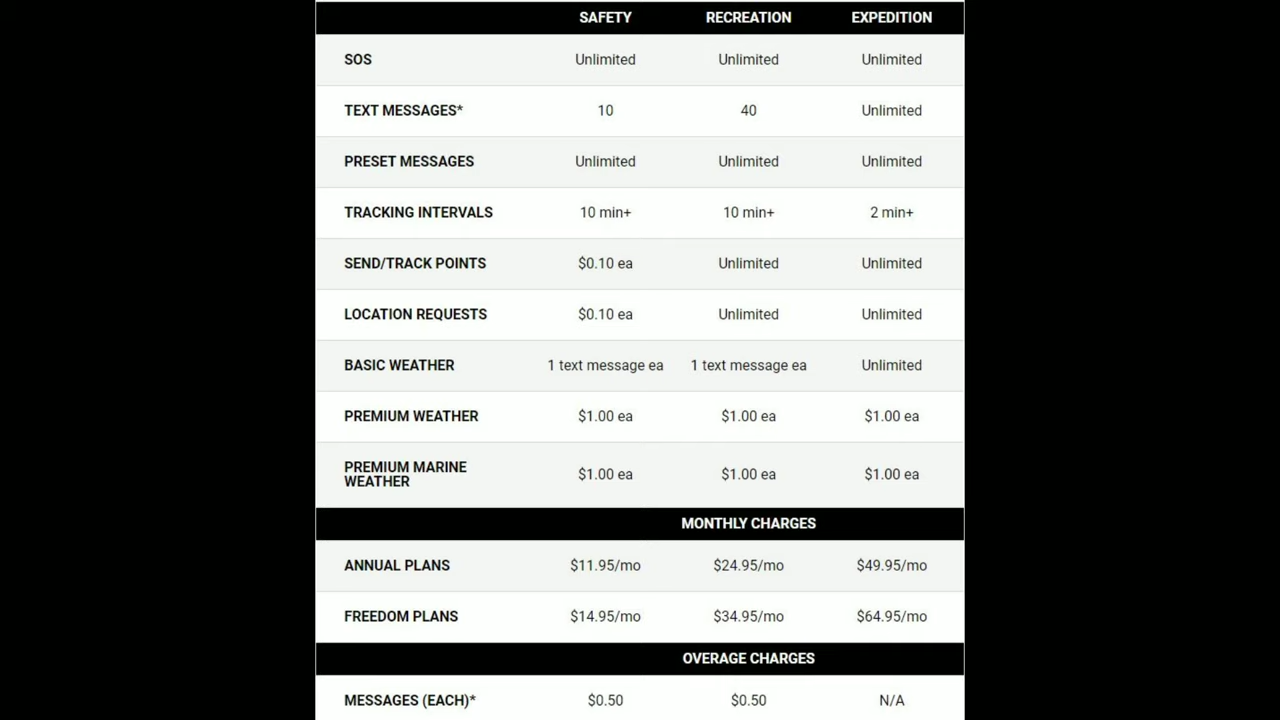 SAFETY RECREATION EXPEDITION
SOS Unlimited Unlimited Unlimited
TEXT MESSAGES* 10 40 Unlimited
PRESET MESSAGES Unlimited Unlimited Unlimited
TRACKING INTERVALS 10 min+ 10 min+ 2 min+
SEND/TRACK POINTS $0.10 ea Unlimited Unlimited
LOCATION REQUESTS $0.10 ea Unlimited Unlimited
BASIC WEATHER 1 text message ea 1 text message ea Unlimited
PREMIUM WEATHER $1.00 ea $1.00 ea $1.00 ea
PREMIUM MARINE
WEATHER $1.00 ea $1.00 ea $1.00 ea
MONTHLY CHARGES
ANNUAL PLANS $11.95/mo $24.95/mo $49.95/mo
FREEDOM PLANS $14.95/mo $34.95/mo $64.95/mo
OVERAGE CHARGES
MESSAGES (EACH)* $0.50 $0.50 N/A